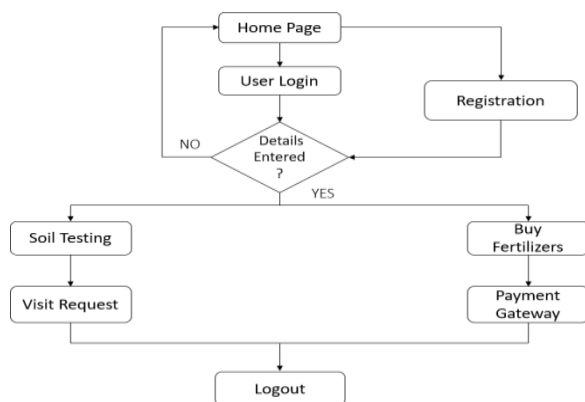 Home Page
User Login
Registration
Details
Entered
?
NO
YES
Soil Testing
Buy
Fertilizers
Visit Request
Payment
Gateway
Logout